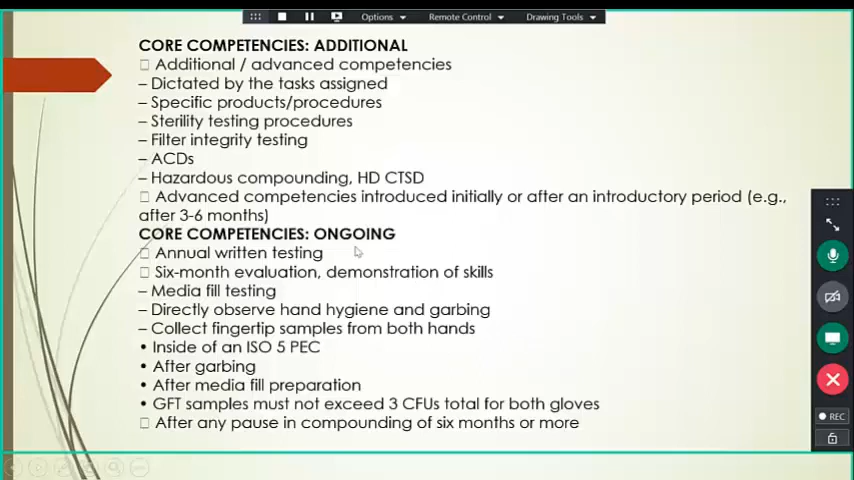 Options
Remote Control
Drawing Tools
CORE COMPETENCIES: ADDITIONAL
□ Additional / advanced competencies
– Dictated by the tasks assigned
– Specific products/procedures
– Sterility testing procedures
– Filter integrity testing
– ACDs
– Hazardous compounding, HD CTSD
□ Advanced competencies introduced initially or after an introductory period (e.g.,
after 3-6 months)
CORE COMPETENCIES: ONGOING
□ Annual written testing
□ Six-month evaluation, demonstration of skills
– Media fill testing
– Directly observe hand hygiene and garbing
– Collect fingertip samples from both hands
• Inside of an ISO 5 PEC
• After garbing
• After media fill preparation
• GFT samples must not exceed 3 CFUs total for both gloves
□ After any pause in compounding of six months or more
REC